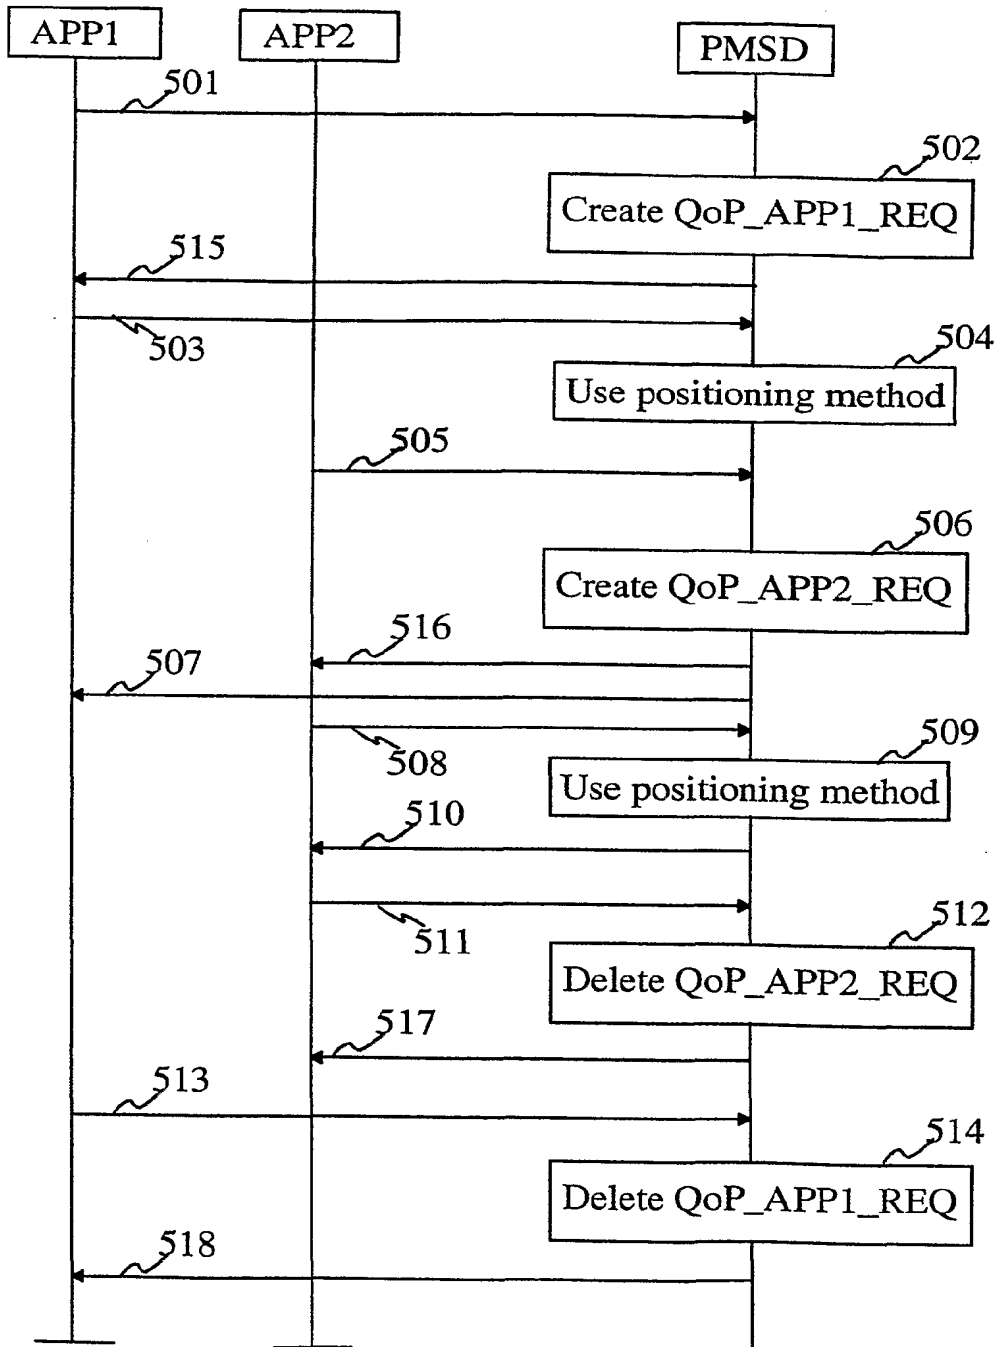 APP1
APP2
PMSD
501
502
Create QoP_APP1_REQ
515
503
504
Use positioning method
505
506
Create QoP_APP2_REQ
516
507
508
509
Use positioning method
510
511
512
Delete QoP_APP2_REQ
517
513
514
Delete QoP_APP1_REQ
518